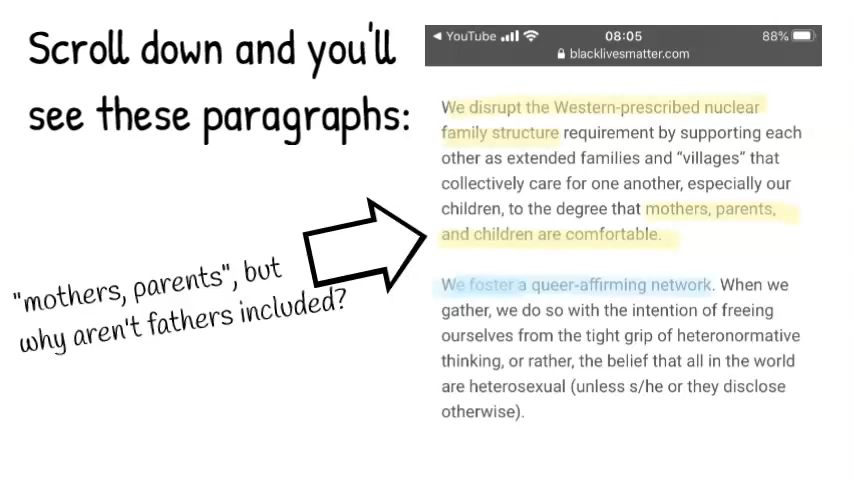 Scroll down and you'll
see these paragraphs:
YouTube 08:05 88%
blacklivesmatter.com
We disrupt the Western-prescribed nuclear
family structure requirement by supporting each
other as extended families and “villages” that
collectively care for one another, especially our
children, to the degree that mothers, parents,
and children are comfortable.
"mothers, parents", but
why aren't fathers included?
We foster a queer-affirming network. When we
gather, we do so with the intention of freeing
ourselves from the tight grip of heteronormative
thinking, or rather, the belief that all in the world
are heterosexual (unless s/he or they disclose
otherwise).